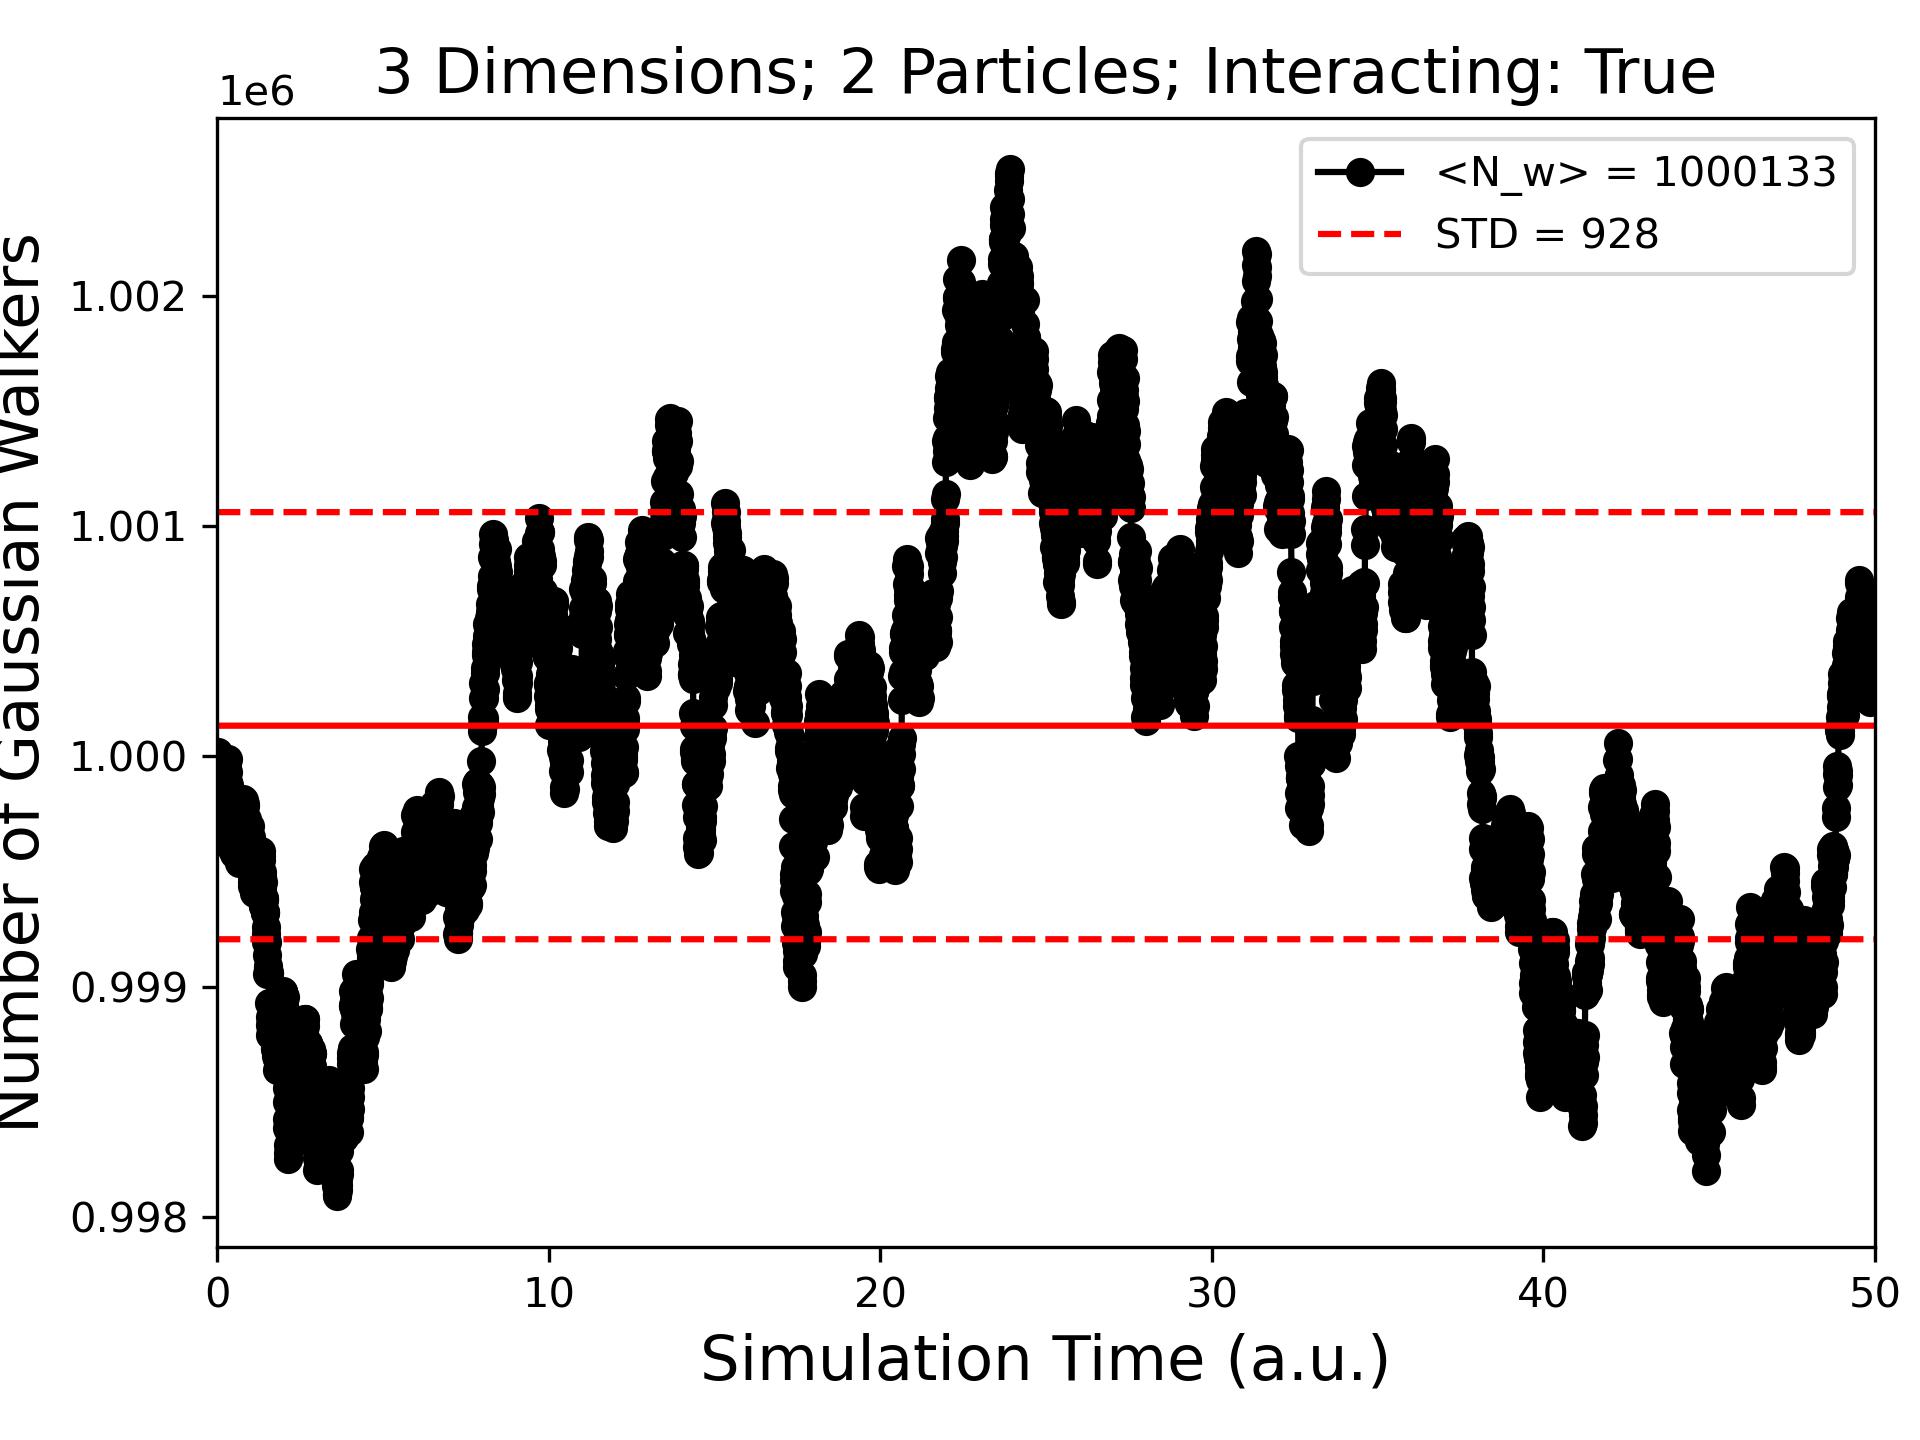 3 Dimensions; 2 Particles; Interacting: True
1e6
<N_w> = 1000133
STD = 928
Number of Gaussian Walkers
1.002
1.001
1.000
0.999
0.998
0 10 20 30 40 50
Simulation Time (a.u.)